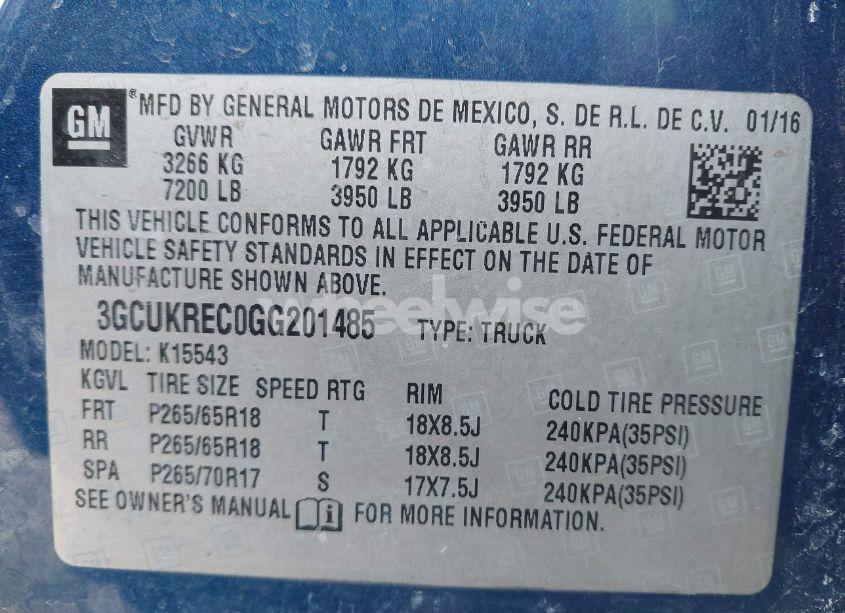 GM
® MFD BY GENERAL MOTORS DE MEXICO, S. DE R.L. DE C.V. 01/16
GVWR GAWR FRT GAWR RR
3266 KG 1792 KG 1792 KG
7200 LB 3950 LB 3950 LB
THIS VEHICLE CONFORMS TO ALL APPLICABLE U.S. FEDERAL MOTOR
VEHICLE SAFETY STANDARDS IN EFFECT ON THE DATE OF
MANUFACTURE SHOWN ABOVE.
wheelwise
3GCUKREC0GG201485 TYPE: TRUCK
MODEL: K15543
KGVL TIRE SIZE SPEED RTG RIM COLD TIRE PRESSURE
FRT P265/65R18 T 18X8.5J 240KPA(35PSI)
RR P265/65R18 T 18X8.5J 240KPA(35PSI)
SPA P265/70R17 S 17X7.5J 240KPA(35PSI)
SEE OWNER'S MANUAL i FOR MORE INFORMATION.